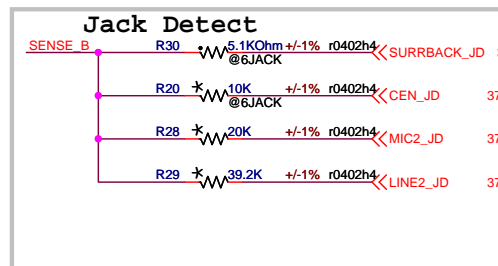 Jack Detect
SENSE_B R30 5.1KOhm +/-1% r0402h4 SURRBACK_JD
@6JACK
R20 10K +/-1% r0402h4 CEN_JD 37
@6JACK
R28 20K +/-1% r0402h4 MIC2_JD 37
R29 39.2K +/-1% r0402h4 LINE2_JD 37